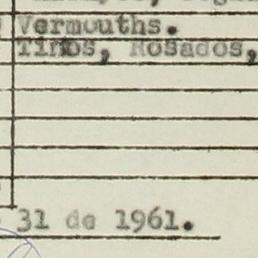 Vermouths.
Tintos, Rosados,
31 de 1961.